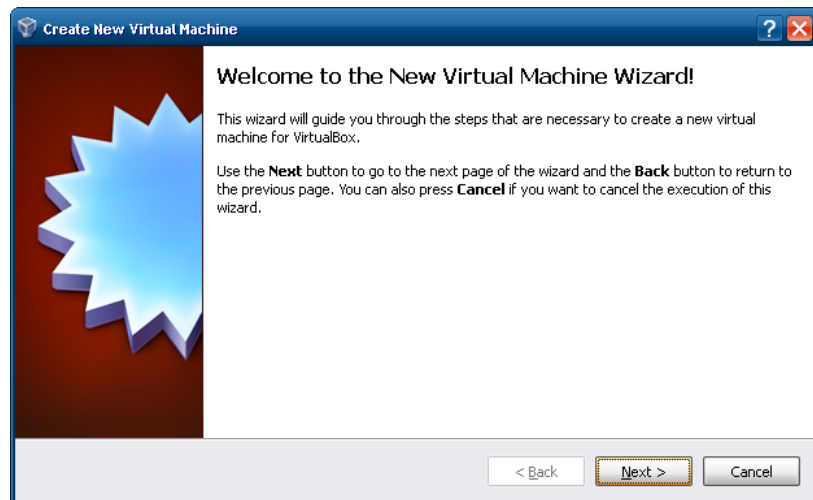 Create New Virtual Machine
?
Welcome to the New Virtual Machine Wizard!
This wizard will guide you through the steps that are necessary to create a new virtual
machine for VirtualBox.
Use the Next button to go to the next page of the wizard and the Back button to return to
the previous page. You can also press Cancel if you want to cancel the execution of this
wizard.
< Back Next > Cancel